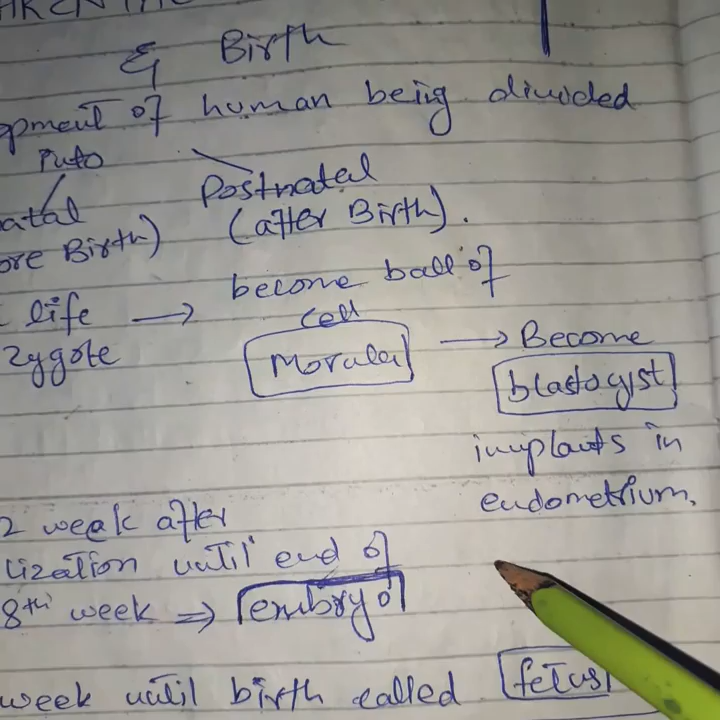 & Birth
opment of human being divided
into
Postnatal
atal
(after Birth).
ore Birth)
become ball of
life → cell
zygote
Morula
→ Become
blastocyst
implants in
endometrium.
2 weak after
lization until end of
8th week ⇒ embryo
week until birth called fetus